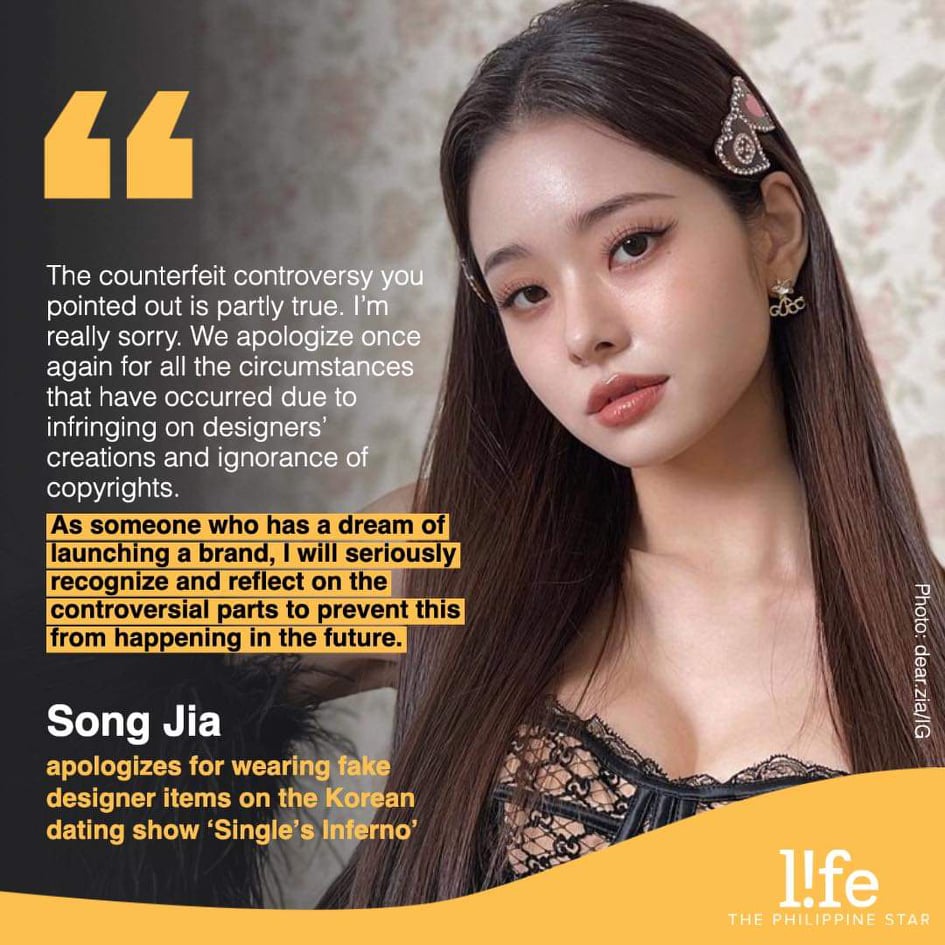 The counterfeit controversy you
pointed out is partly true. I'm
really sorry. We apologize once
again for all the circumstances
that have occurred due to
infringing on designers'
creations and ignorance of
copyrights.
As someone who has a dream of
launching a brand, I will seriously
recognize and reflect on the
controversial parts to prevent this
from happening in the future.
Song Jia
apologizes for wearing fake
designer items on the Korean
dating show ‘Single’s Inferno’
Photo: dear.zia/IG
l!fe
THE PHILIPPINE STAR